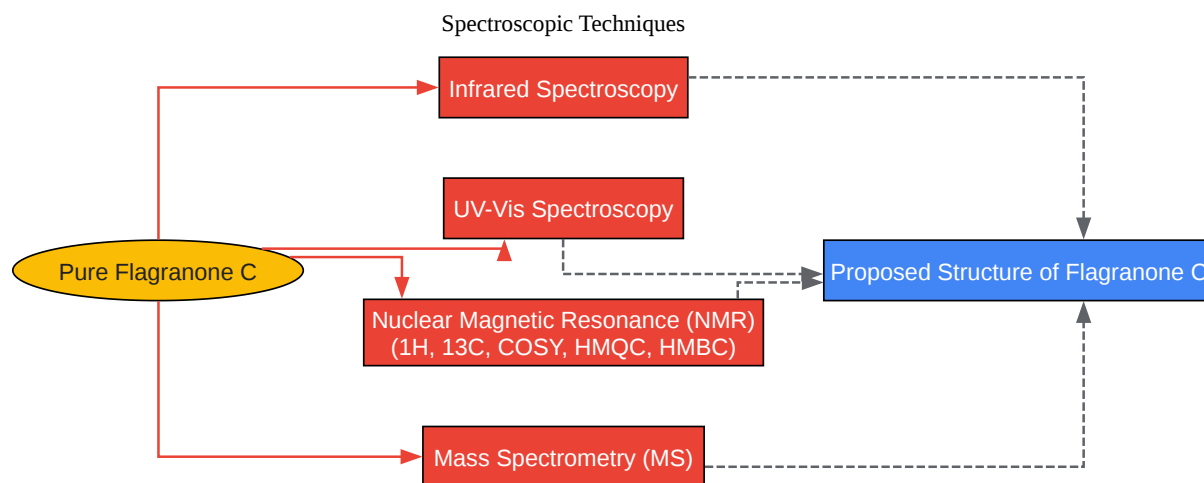 Spectroscopic Techniques
Infrared Spectroscopy
UV-Vis Spectroscopy
Pure Flagranone C
Proposed Structure of Flagranone C
Nuclear Magnetic Resonance (NMR)
(1H, 13C, COSY, HMQC, HMBC)
Mass Spectrometry (MS)